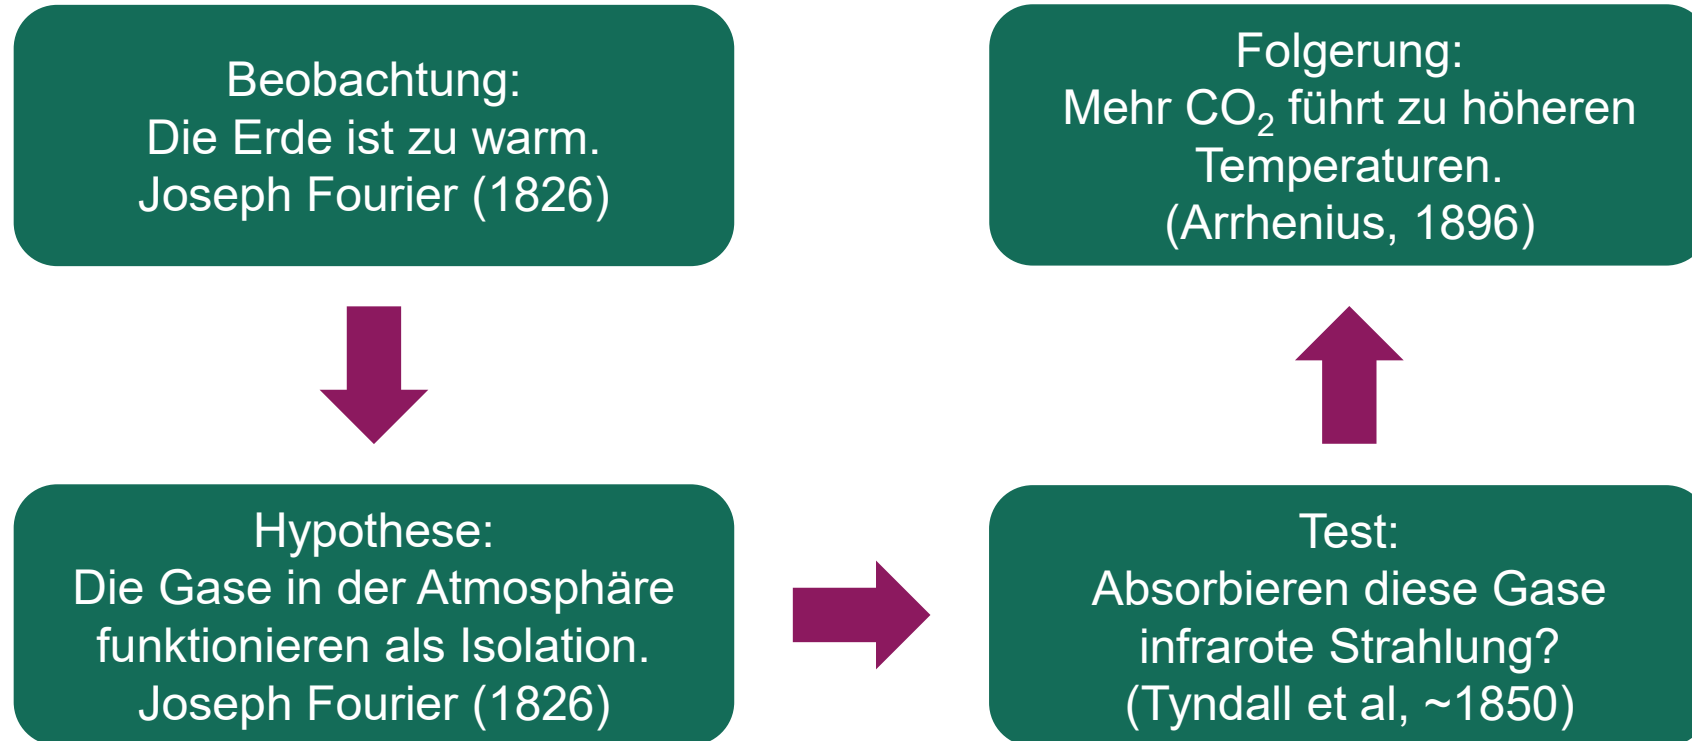 Beobachtung:
Die Erde ist zu warm.
Joseph Fourier (1826)
Hypothese:
Die Gase in der Atmosphäre
funktionieren als Isolation.
Joseph Fourier (1826)
Test:
Absorbieren diese Gase
infrarote Strahlung?
(Tyndall et al, ~1850)
Folgerung:
Mehr CO₂ führt zu höheren
Temperaturen.
(Arrhenius, 1896)